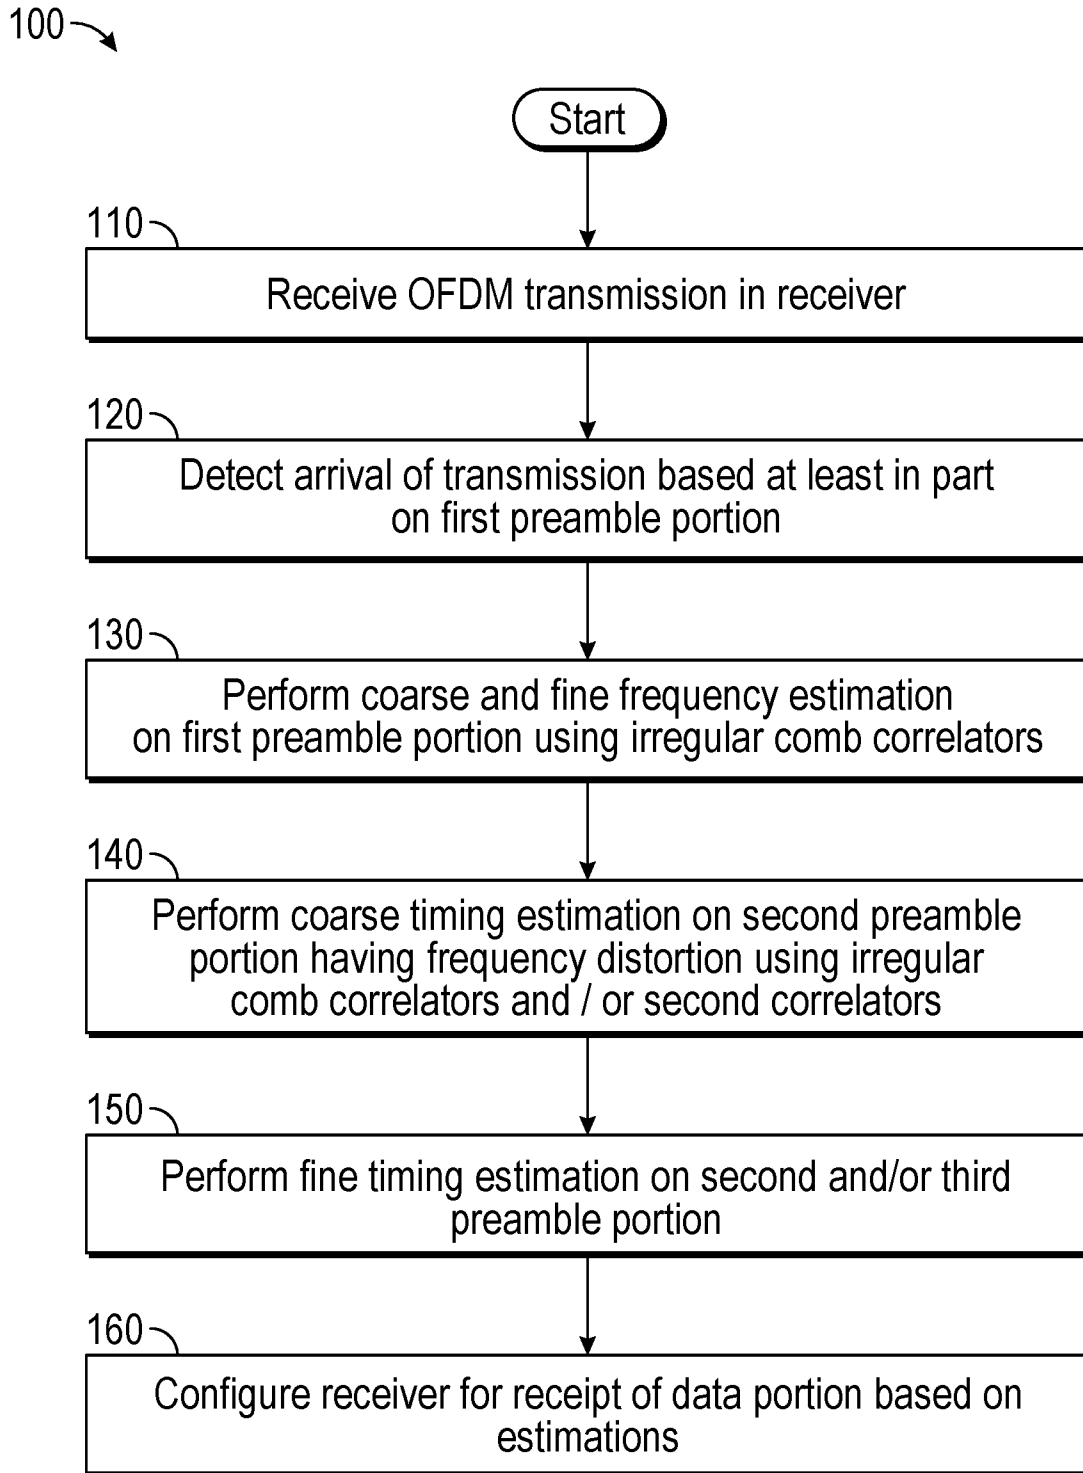 100
Start
110
Receive OFDM transmission in receiver
120
Detect arrival of transmission based at least in part
on first preamble portion
130
Perform coarse and fine frequency estimation
on first preamble portion using irregular comb correlators
140
Perform coarse timing estimation on second preamble
portion having frequency distortion using irregular
comb correlators and / or second correlators
150
Perform fine timing estimation on second and/or third
preamble portion
160
Configure receiver for receipt of data portion based on
estimations